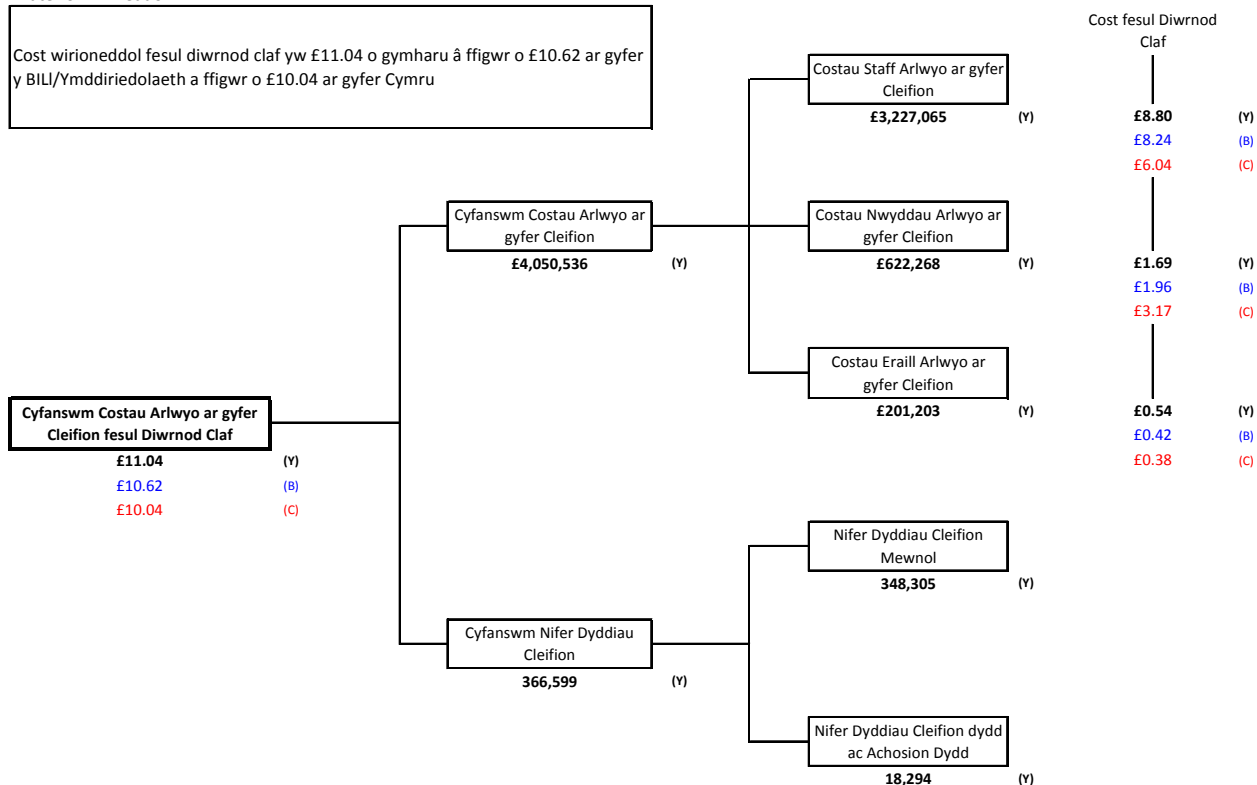 Cost wirioneddol fesul diwrnod claf yw £11.04 o gymharu â ffigwr o £10.62 ar gyfer
y BILl/Ymddiriedolaeth a ffigwr o £10.04 ar gyfer Cymru
Cost fesul Diwrnod
Claf
Costau Staff Arlwyo ar gyfer
Cleifion
£3,227,065 (Y)
£8.80 (Y)
£8.24 (B)
£6.04 (C)
Cyfanswm Costau Arlwyo ar
gyfer Cleifion
£4,050,536 (Y)
Costau Nwyddau Arlwyo ar
gyfer Cleifion
£622,268 (Y)
£1.69 (Y)
£1.96 (B)
£3.17 (C)
Costau Eraill Arlwyo ar
gyfer Cleifion
£201,203 (Y)
£0.54 (Y)
£0.42 (B)
£0.38 (C)
Cyfanswm Costau Arlwyo ar gyfer
Cleifion fesul Diwrnod Claf
£11.04 (Y)
£10.62 (B)
£10.04 (C)
Nifer Dyddiau Cleifion
Mewnol
348,305 (Y)
Cyfanswm Nifer Dyddiau
Cleifion
366,599 (Y)
Nifer Dyddiau Cleifion dydd
ac Achosion Dydd
18,294 (Y)